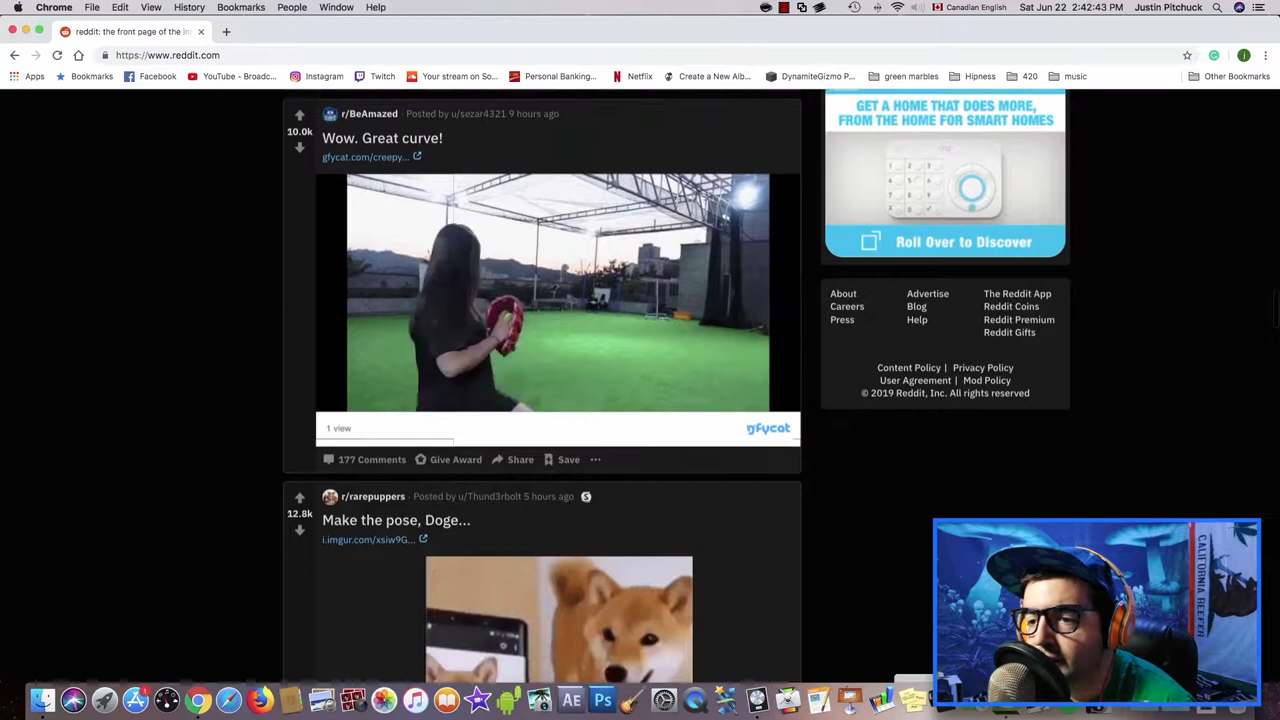 Chrome File Edit View History Bookmarks People Window Help
Canadian English Sat Jun 22 2:42:43 PM Justin Pitchuck
reddit: the front page of the in
https://www.reddit.com
j
Apps Bookmarks Facebook YouTube - Broadc... Instagram Twitch Your stream on So... Personal Banking... Netflix Create a New Alb... DynamiteGizmo P... green marbles Hipness 420 music Other Bookmarks
r/BeAmazed · Posted by u/sezar4321 9 hours ago
10.0k
Wow. Great curve!
gfycat.com/creepy...
1 view
gfycat
177 Comments Give Award Share Save ...
r/rarepuppers · Posted by u/Thund3rbolt 5 hours ago S
12.8k
Make the pose, Doge...
i.imgur.com/xsiw9G...
GET A HOME THAT DOES MORE,
FROM THE HOME FOR SMART HOMES
ring
Roll Over to Discover
About Advertise The Reddit App
Careers Blog Reddit Coins
Press Help Reddit Premium
Reddit Gifts
Content Policy | Privacy Policy
User Agreement | Mod Policy
© 2019 Reddit, Inc. All rights reserved
CALIFORNIA REEFER
1
AE
Ps